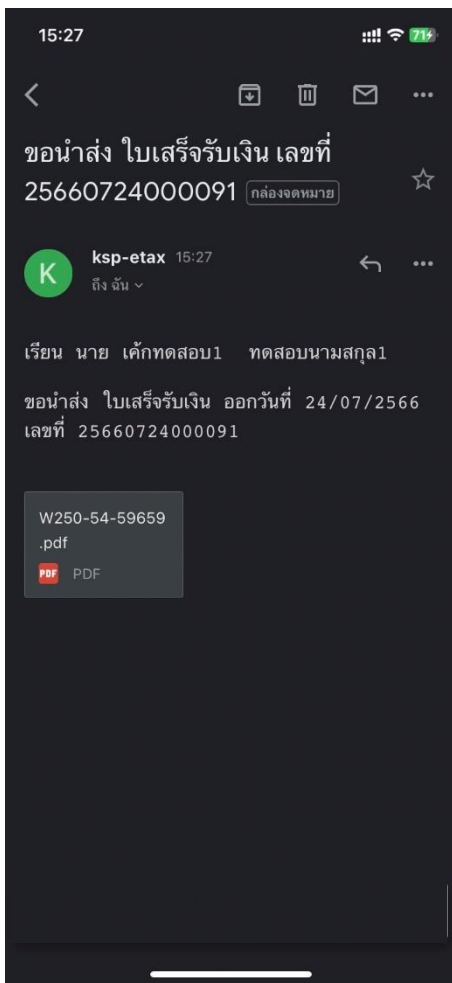 15:27
71
ขอนำส่ง ใบเสร็จรับเงิน เลขที่
25660724000091 กล่องจดหมาย
K
ksp-etax 15:27
ถึง ฉัน
เรียน นาย เค้กทดสอบ1 ทดสอบนามสกุล1
ขอนำส่ง ใบเสร็จรับเงิน ออกวันที่ 24/07/2566
เลขที่ 25660724000091
W250-54-59659
.pdf
PDF PDF